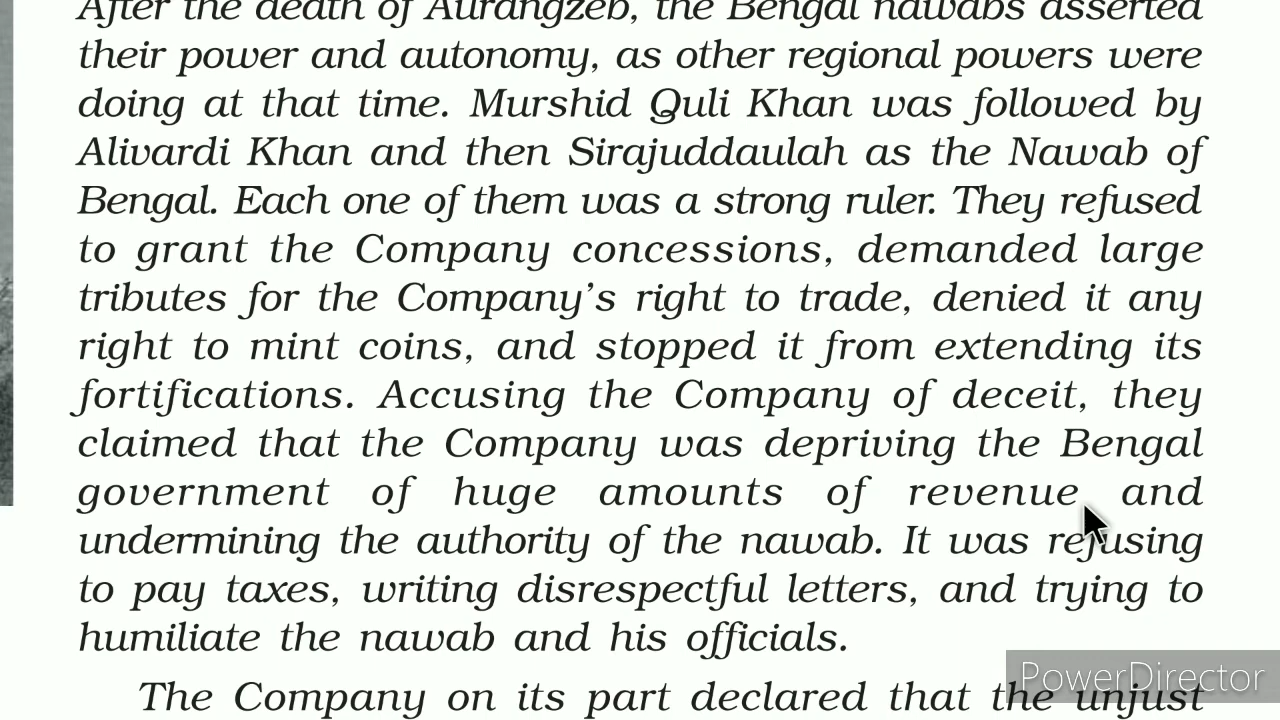 After the death of Aurangzeb, the Bengal nawabs asserted
their power and autonomy, as other regional powers were
doing at that time. Murshid Quli Khan was followed by
Alivardi Khan and then Sirajuddaulah as the Nawab of
Bengal. Each one of them was a strong ruler. They refused
to grant the Company concessions, demanded large
tributes for the Company’s right to trade, denied it any
right to mint coins, and stopped it from extending its
fortifications. Accusing the Company of deceit, they
claimed that the Company was depriving the Bengal
government of huge amounts of revenue and
undermining the authority of the nawab. It was refusing
to pay taxes, writing disrespectful letters, and trying to
humiliate the nawab and his officials.
The Company on its part declared that the unjust
PowerDirector